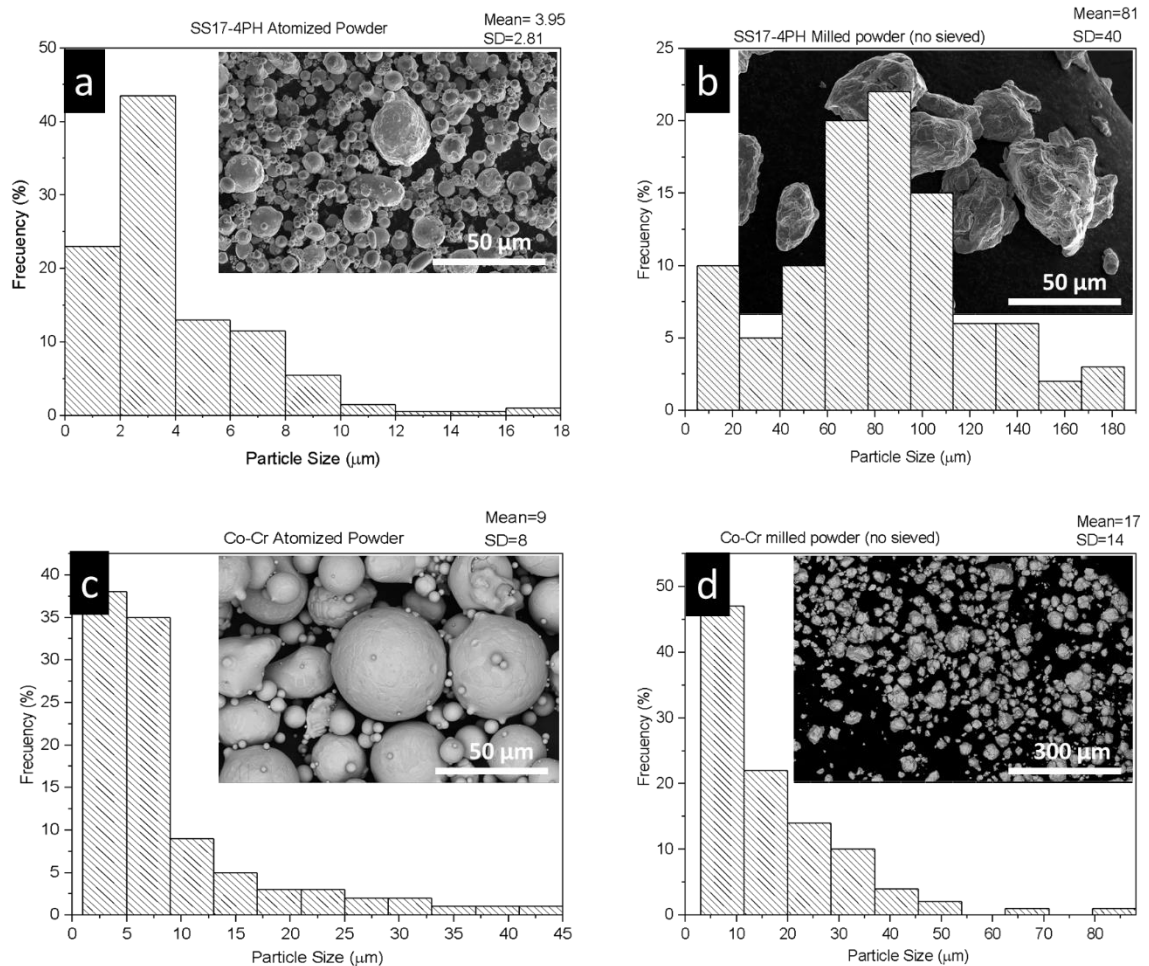 SS17-4PH Atomized Powder
Mean= 3.95
SD=2.81
a
50
40
30
20
10
0
Frecuency (%)
50 µm
0 2 4 6 8 10 12 14 16 18
Particle Size (µm)
SS17-4PH Milled powder (no sieved)
Mean=81
SD=40
b
25
20
15
10
5
0
Frecuency (%)
50 µm
0 20 40 60 80 100 120 140 160 180
Particle Size (µm)
Co-Cr Atomized Powder
Mean=9
SD=8
c
40
35
30
25
20
15
10
5
0
Frecuency (%)
50 µm
0 5 10 15 20 25 30 35 40 45
Particle Size (µm)
Co-Cr milled powder (no sieved)
Mean=17
SD=14
d
50
40
30
20
10
0
Frecuency (%)
300 µm
0 10 20 30 40 50 60 70 80
Particle Size (µm)